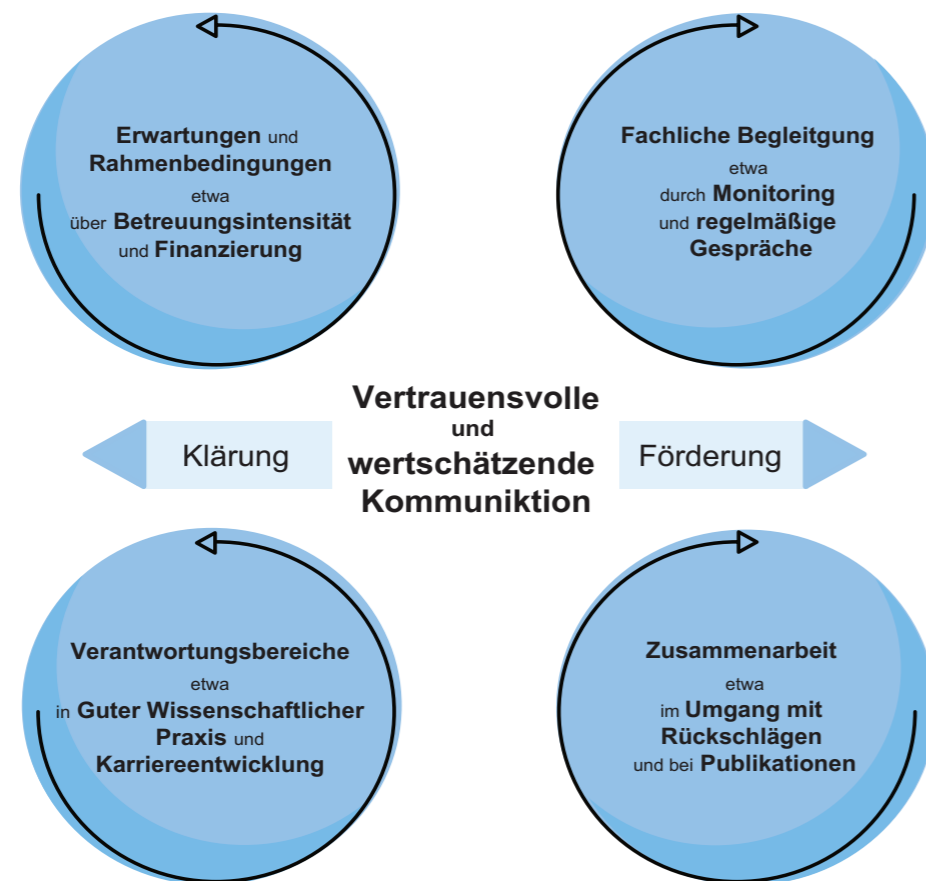 Erwartungen und
Rahmenbedingungen
etwa
über Betreuungsintensität
und Finanzierung
Fachliche Begleitgung
etwa
durch Monitoring
und regelmäßige
Gespräche
Klärung
Vertrauensvolle
und
wertschätzende
Kommuniktion
Förderung
Verantwortungsbereiche
etwa
in Guter Wissenschaftlicher
Praxis und
Karriereentwicklung
Zusammenarbeit
etwa
im Umgang mit
Rückschlägen
und bei Publikationen